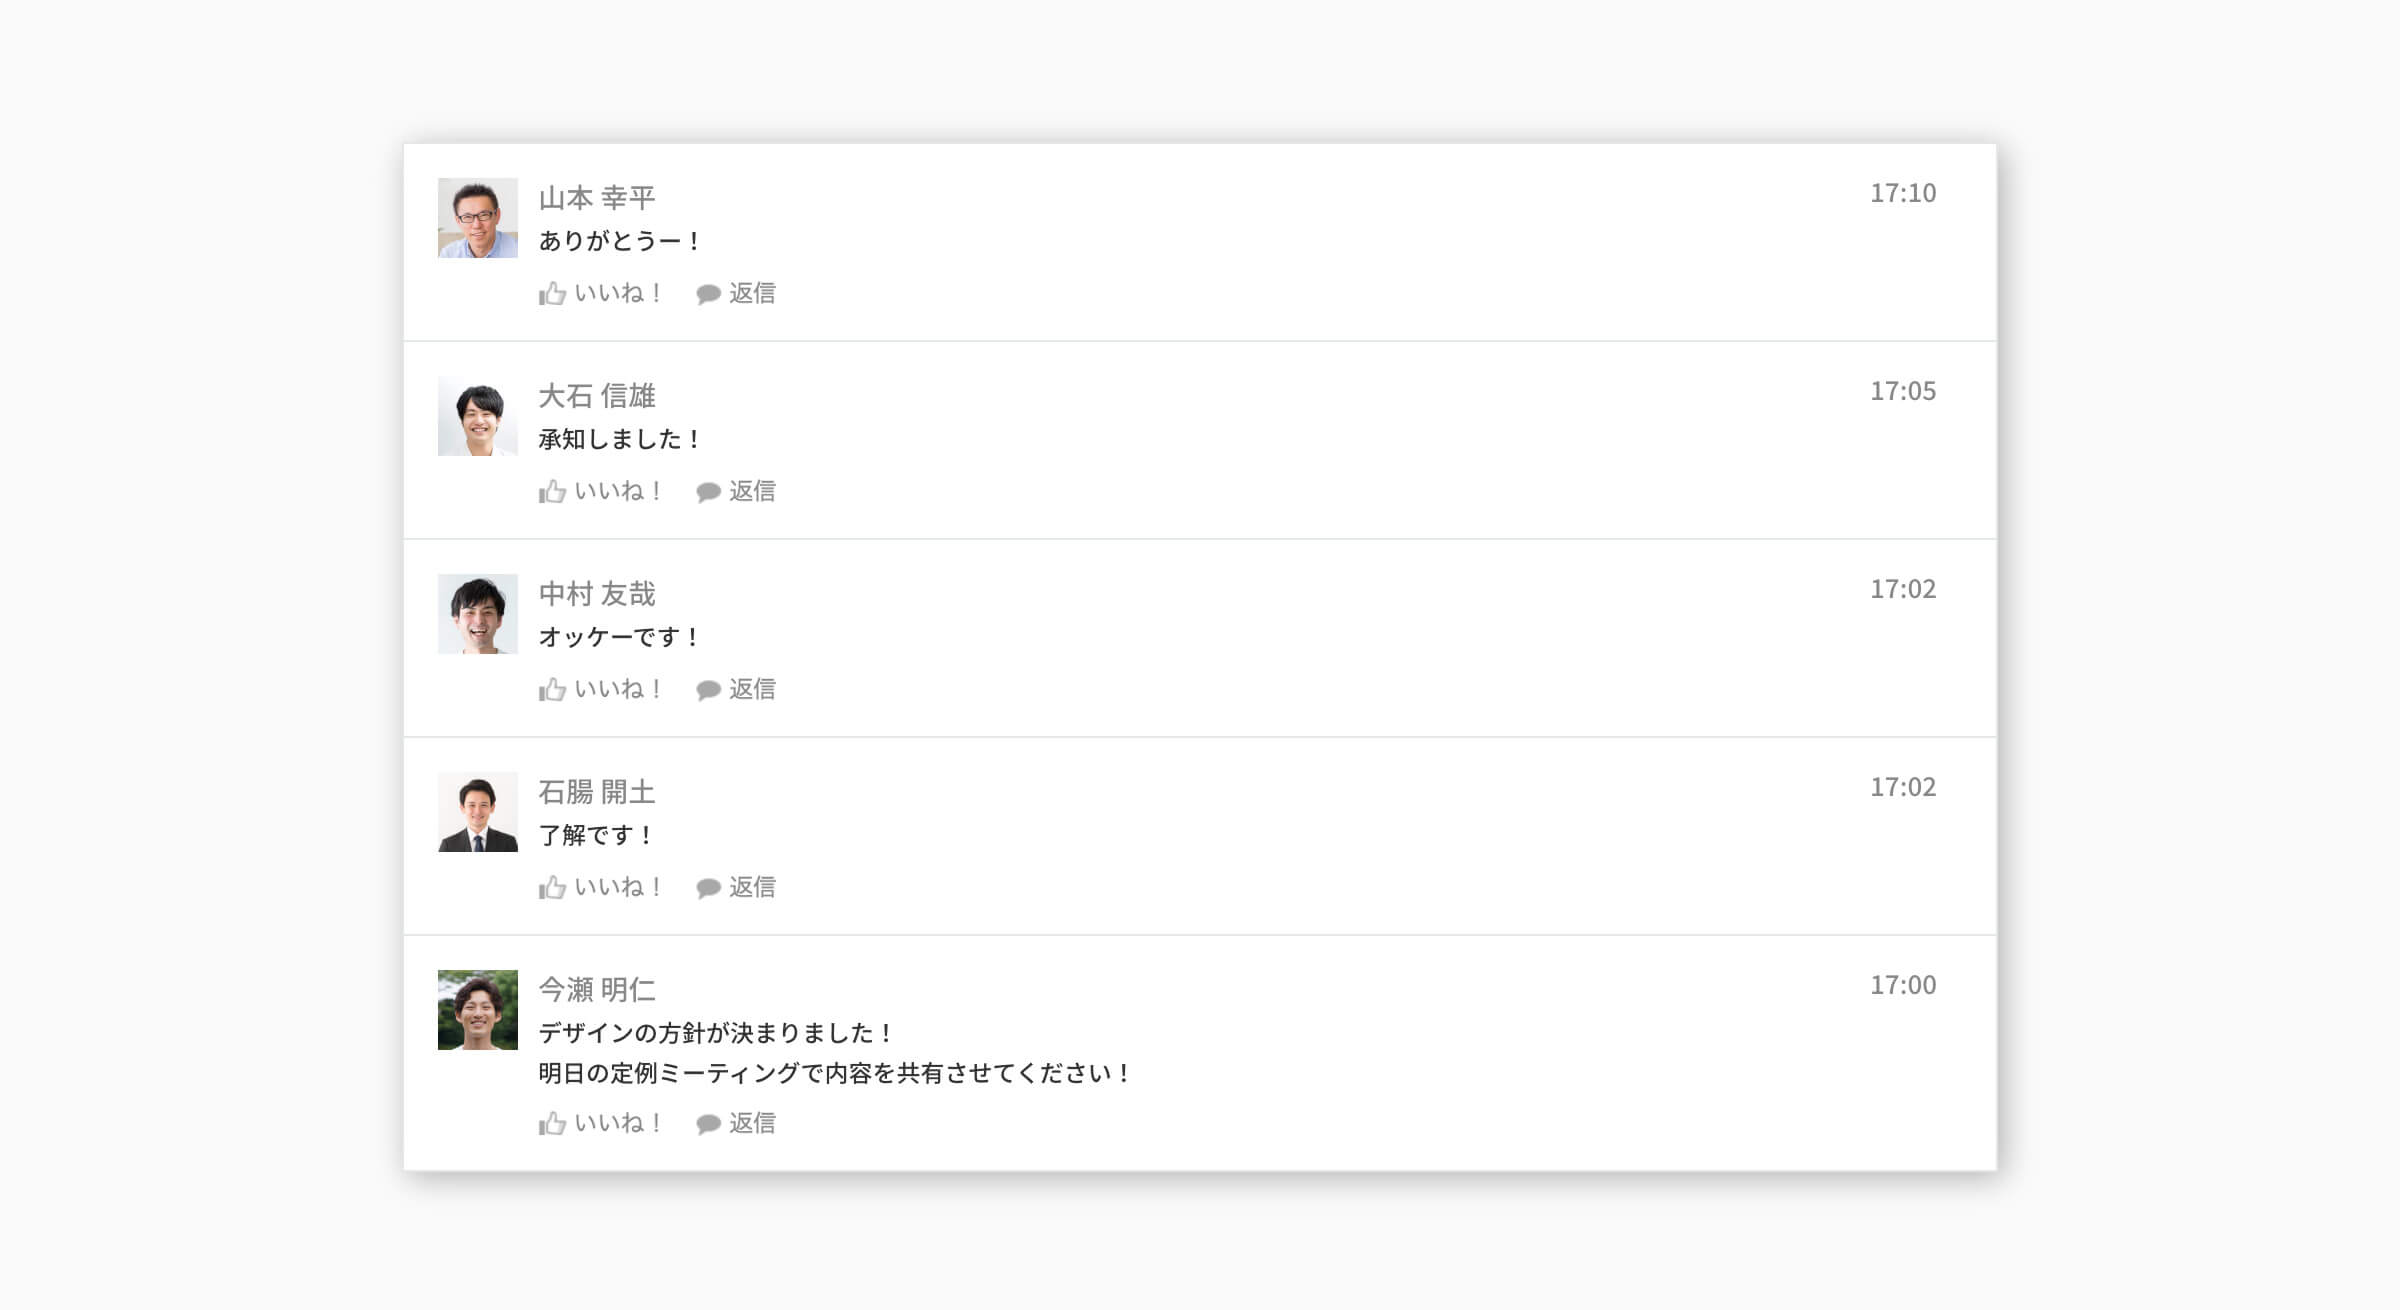 山本 幸平
17:10
ありがとうー！
いいね！ 返信
大石 信雄
17:05
承知しました！
いいね！ 返信
中村 友哉
17:02
オッケーです！
いいね！ 返信
石腸 開土
17:02
了解です！
いいね！ 返信
今瀬 明仁
17:00
デザインの方針が決まりました！
明日の定例ミーティングで内容を共有させてください！
いいね！ 返信